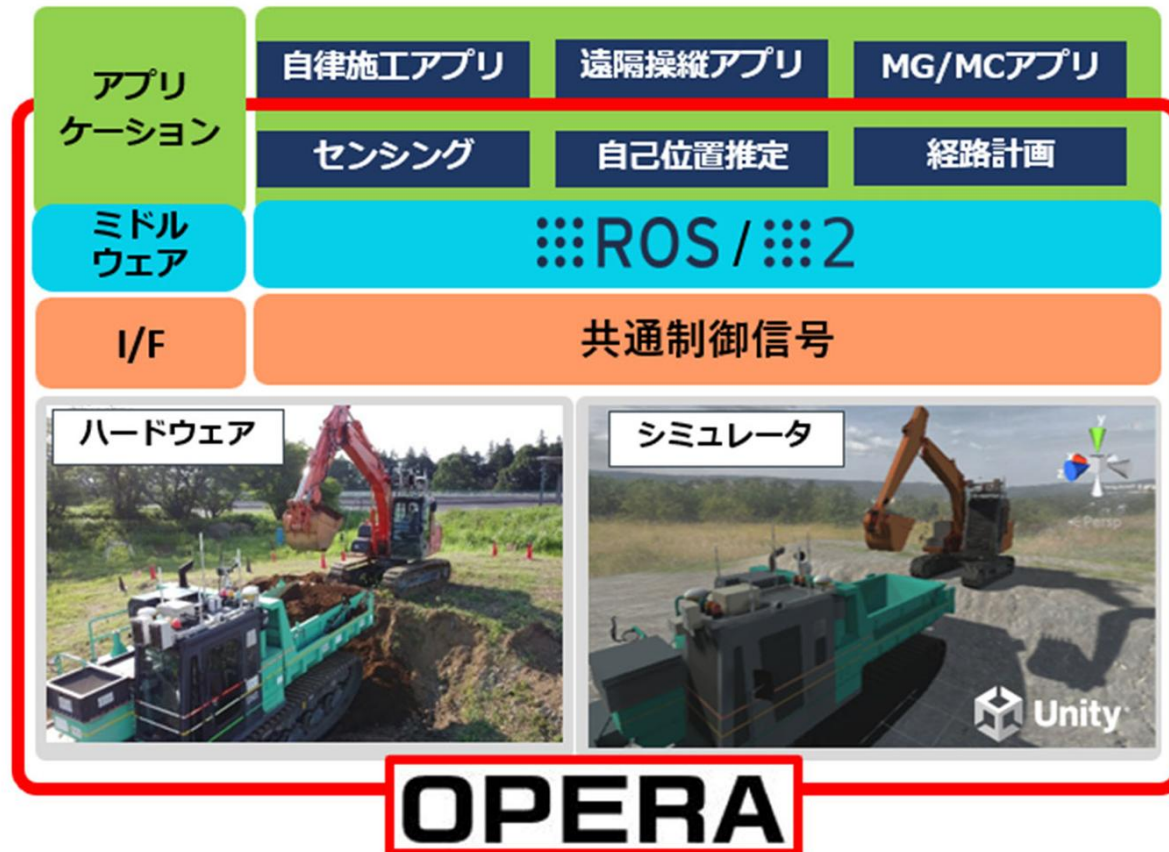 アプリ
ケーション
自律施工アプリ
遠隔操縦アプリ
MG/MCアプリ
センシング
自己位置推定
経路計画
ミドル
ウェア
ROS / 2
I/F
共通制御信号
ハードウェア
シミュレータ
y
Persp
Unity
OPERA